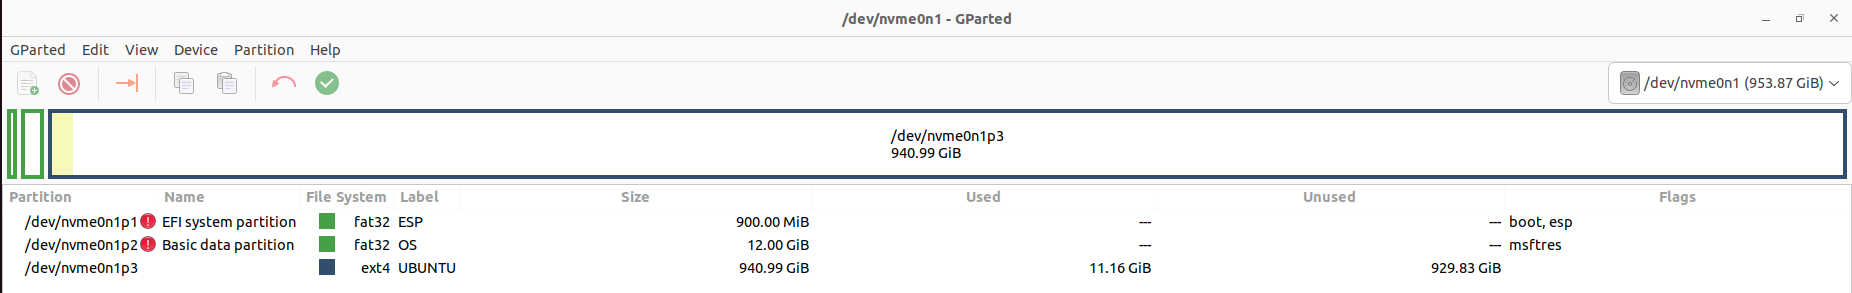 /dev/nvme0n1 - GParted
GParted Edit View Device Partition Help
/dev/nvme0n1 (953.87 GiB)
/dev/nvme0n1p3
940.99 GiB
Partition Name File System Label Size Used Unused Flags
/dev/nvme0n1p1 EFI system partition fat32 ESP 900.00 MiB --- --- boot, esp
/dev/nvme0n1p2 Basic data partition fat32 OS 12.00 GiB --- --- msftres
/dev/nvme0n1p3 ext4 UBUNTU 940.99 GiB 11.16 GiB 929.83 GiB